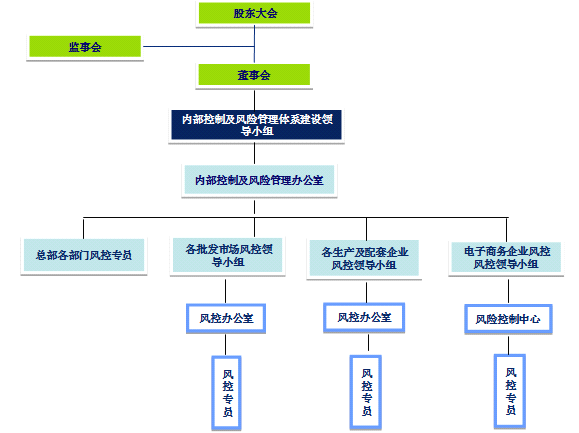 股东大会
监事会
董事会
内部控制及风险管理体系建设领
导小组
内部控制及风险管理办公室
总部各部门风控专员
各批发市场风控领
导小组
各生产及配套企业
风控领导小组
电子商务企业风控
风控领导小组
风控办公室
风控办公室
风险控制中心
风控专员
风控专员
风控专员